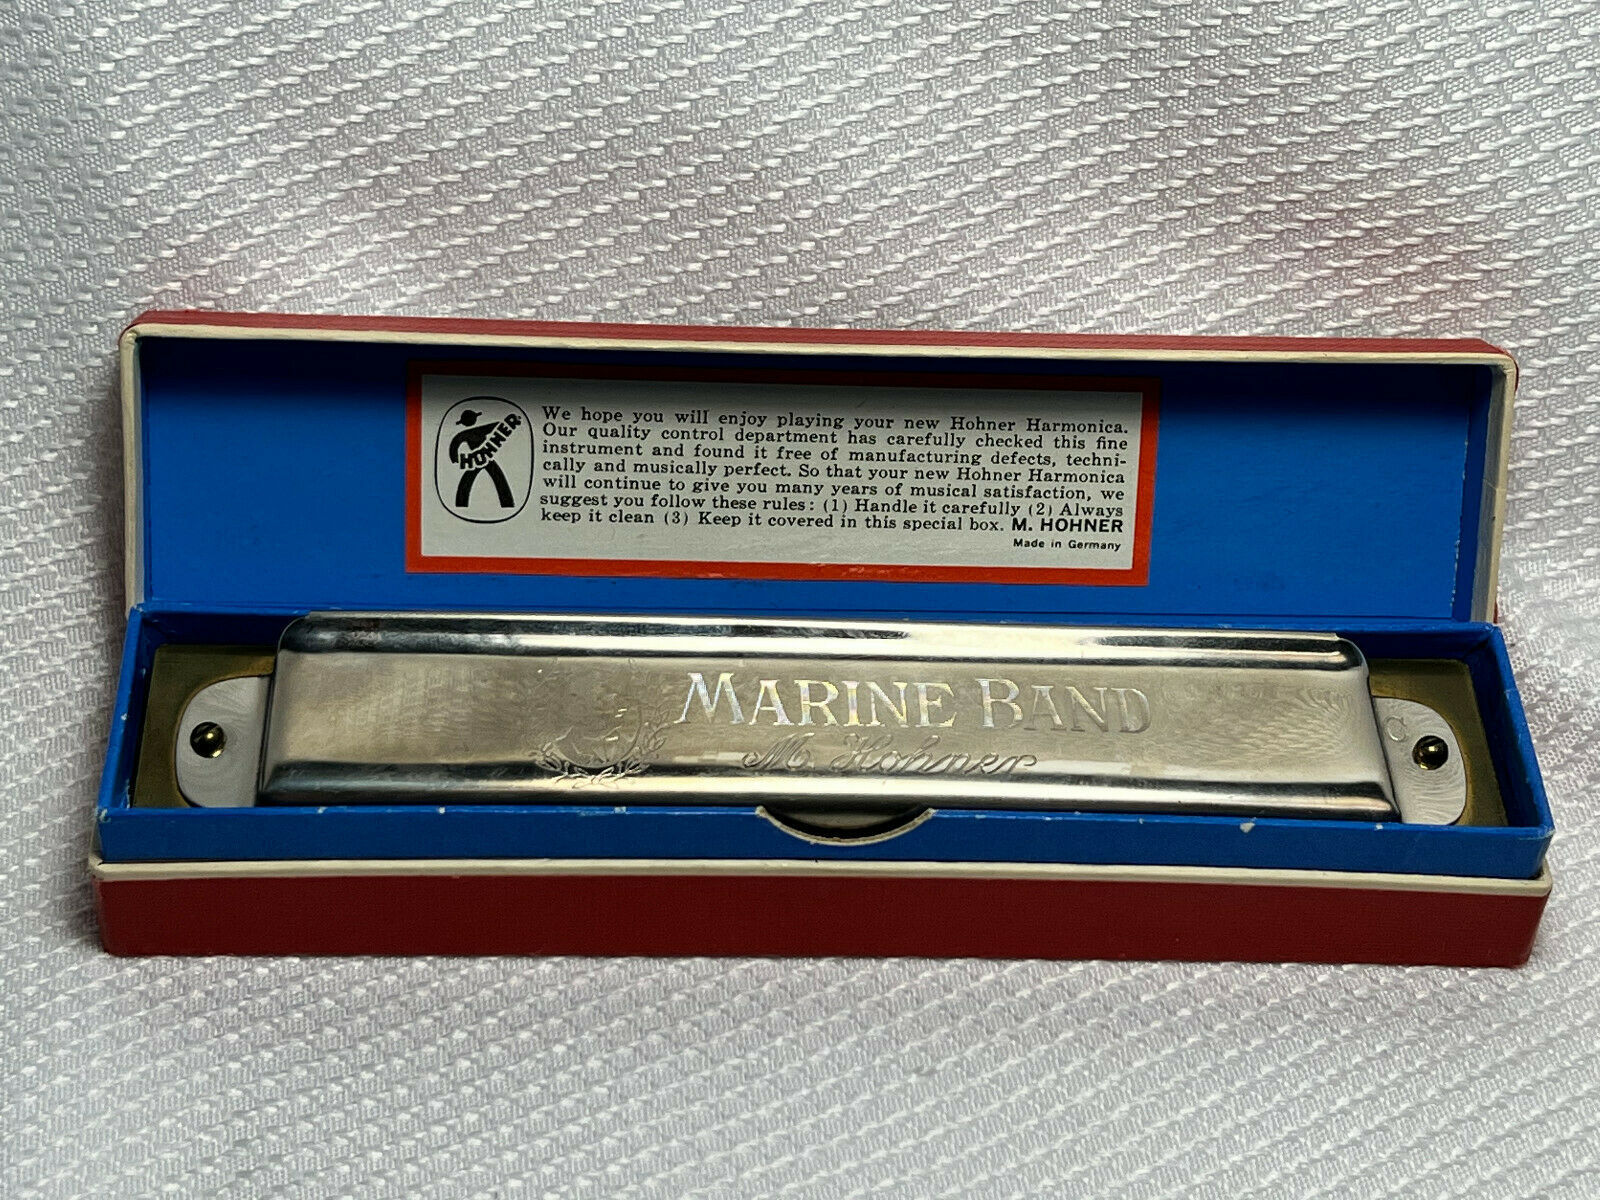 HOHNER
We hope you will enjoy playing your new Hohner Harmonica.
Our quality control department has carefully checked this fine
instrument and found it free of manufacturing defects, techni-
cally and musically perfect. So that your new Hohner Harmonica
will continue to give you many years of musical satisfaction, we
suggest you follow these rules: (1) Handle it carefully (2) Always
keep it clean (3) Keep it covered in this special box. M. HOHNER
Made in Germany
MARINE BAND
M. Hohner
C